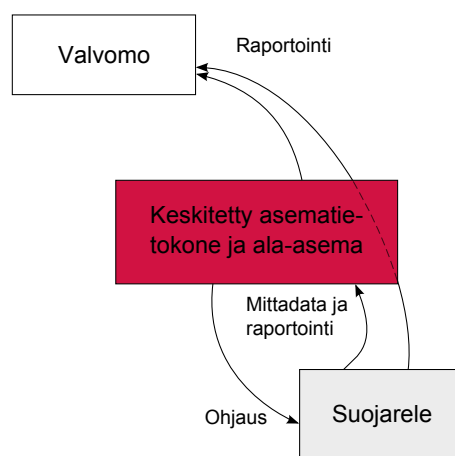 Valvomo
Raportointi
Keskitetty asematie-
tokone ja ala-asema
Mittadata ja
raportointi
Ohjaus
Suojarele